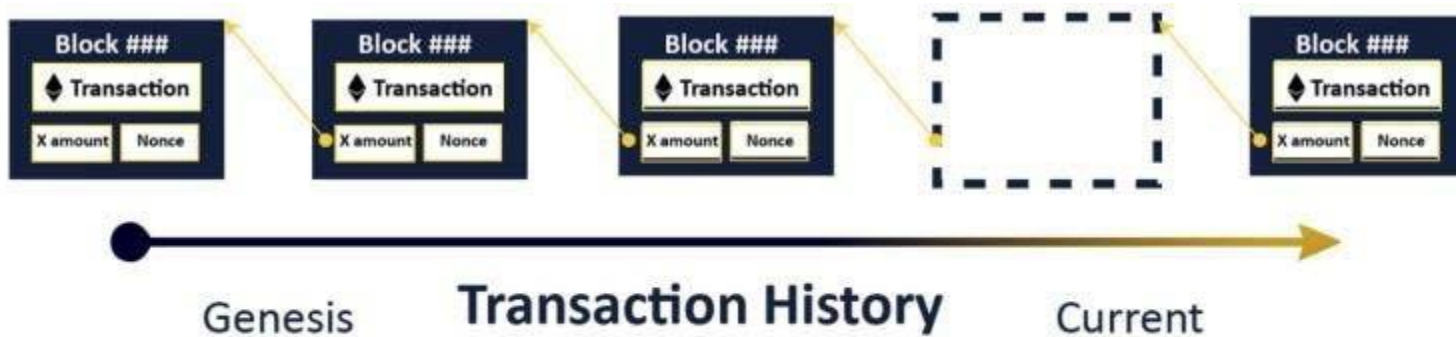 Block ###
Transaction
X amount
Nonce
Block ###
Transaction
X amount
Nonce
Block ###
Transaction
X amount
Nonce
Block ###
Transaction
X amount
Nonce
Genesis
Transaction History
Current